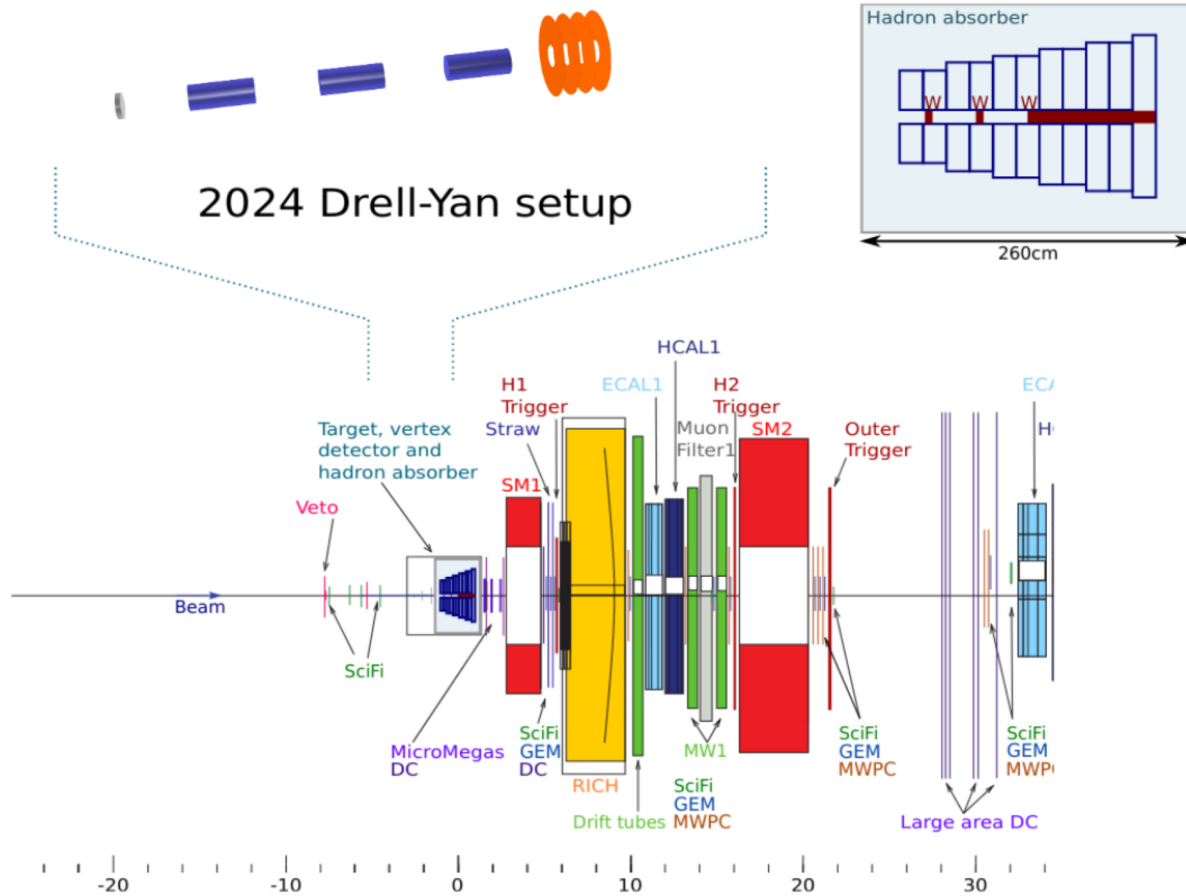 Hadron absorber
W W W
260cm
2024 Drell-Yan setup
HCAL1
H1
Trigger
ECAL1
H2
Trigger
ECA
Straw
Muon
Filter1
SM2
Outer
Trigger
H
Target, vertex
detector and
hadron absorber
SM1
Veto
Beam
SciFi
MicroMegas
DC
SciFi
GEM
DC
RICH
MW1
SciFi
GEM
MWPC
Drift tubes
SciFi
GEM
MWPC
SciFi
GEM
MWPC
Large area DC
-20 -10 0 10 20 30